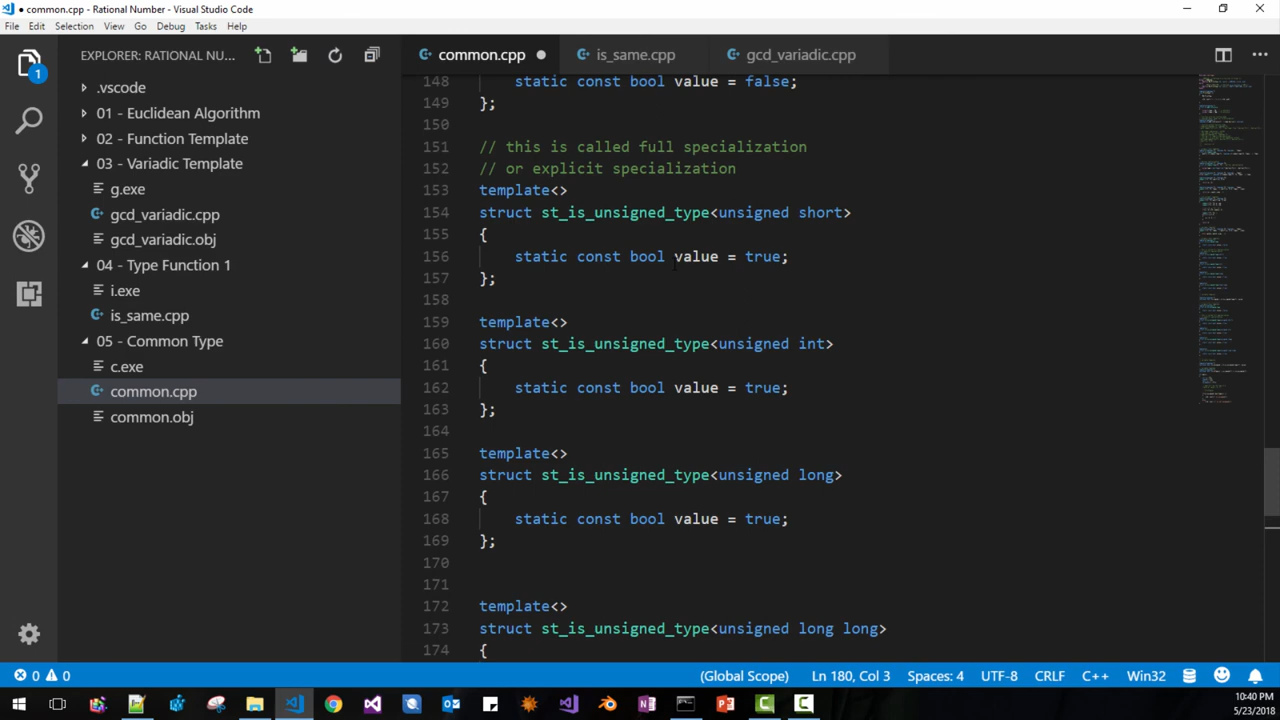 ● common.cpp - Rational Number - Visual Studio Code
File Edit Selection View Go Debug Tasks Help
EXPLORER: RATIONAL NU...
common.cpp ●
is_same.cpp
gcd_variadic.cpp
1
.vscode
01 - Euclidean Algorithm
02 - Function Template
03 - Variadic Template
g.exe
gcd_variadic.cpp
gcd_variadic.obj
04 - Type Function 1
i.exe
is_same.cpp
05 - Common Type
c.exe
common.cpp
common.obj
148 static const bool value = false;
149 };
150
151 // this is called full specialization
152 // or explicit specialization
153 template<>
154 struct st_is_unsigned_type<unsigned short>
155 {
156 static const bool value = true;
157 };
158
159 template<>
160 struct st_is_unsigned_type<unsigned int>
161 {
162 static const bool value = true;
163 };
164
165 template<>
166 struct st_is_unsigned_type<unsigned long>
167 {
168 static const bool value = true;
169 };
170
171
172 template<>
173 struct st_is_unsigned_type<unsigned long long>
174 {
0 0 (Global Scope) Ln 180, Col 3 Spaces: 4 UTF-8 CRLF C++ Win32
10:40 PM
5/23/2018